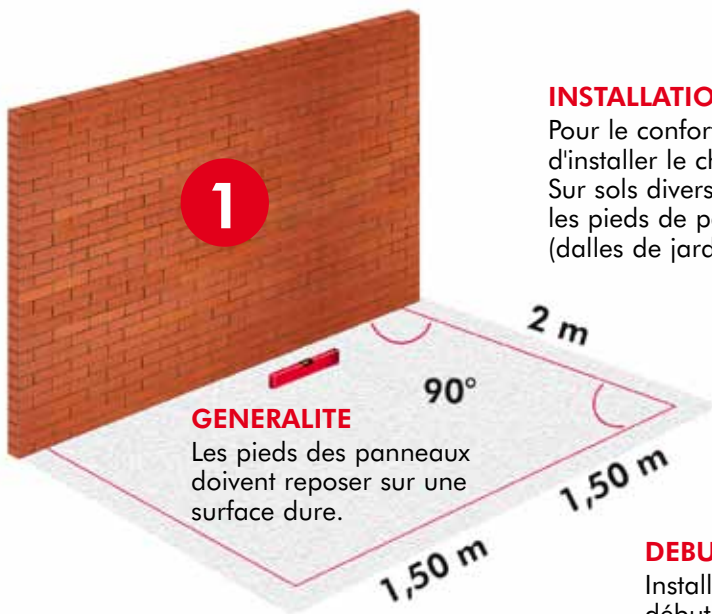 1
INSTALLATIO
Pour le confor
d'installer le c
Sur sols divers
les pieds de p
(dalles de jard
2 m
90°
GENERALITE
Les pieds des panneaux
doivent reposer sur une
surface dure.
1,50 m
1,50 m
DEBU
Install
début